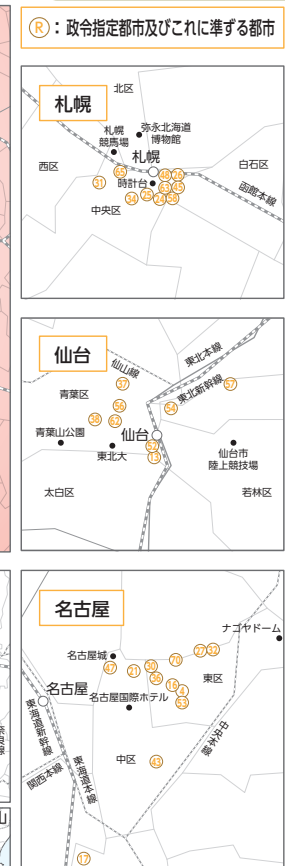 Ⓡ：政令指定都市及びこれに準ずる都市
札幌
北区
札幌
競馬場
弥永北海道
博物館
札幌
西区
白石区
65
48
26
31
時計台
63
45
34
25
24
58
中央区
函館本線
仙台
仙山線
東北本線
37
東北新幹線
57
青葉区
56
54
38
62
青葉山公園
仙台
東北大
52
13
仙台市
陸上競技場
太白区
若林区
名古屋
ナゴヤドーム
名古屋城
70
27
32
47
21
30
東区
36
名古屋
16
4
名古屋国際ホテル
53
東海道新幹線
東海道本線
中央本線
関西本線
中区
43
17